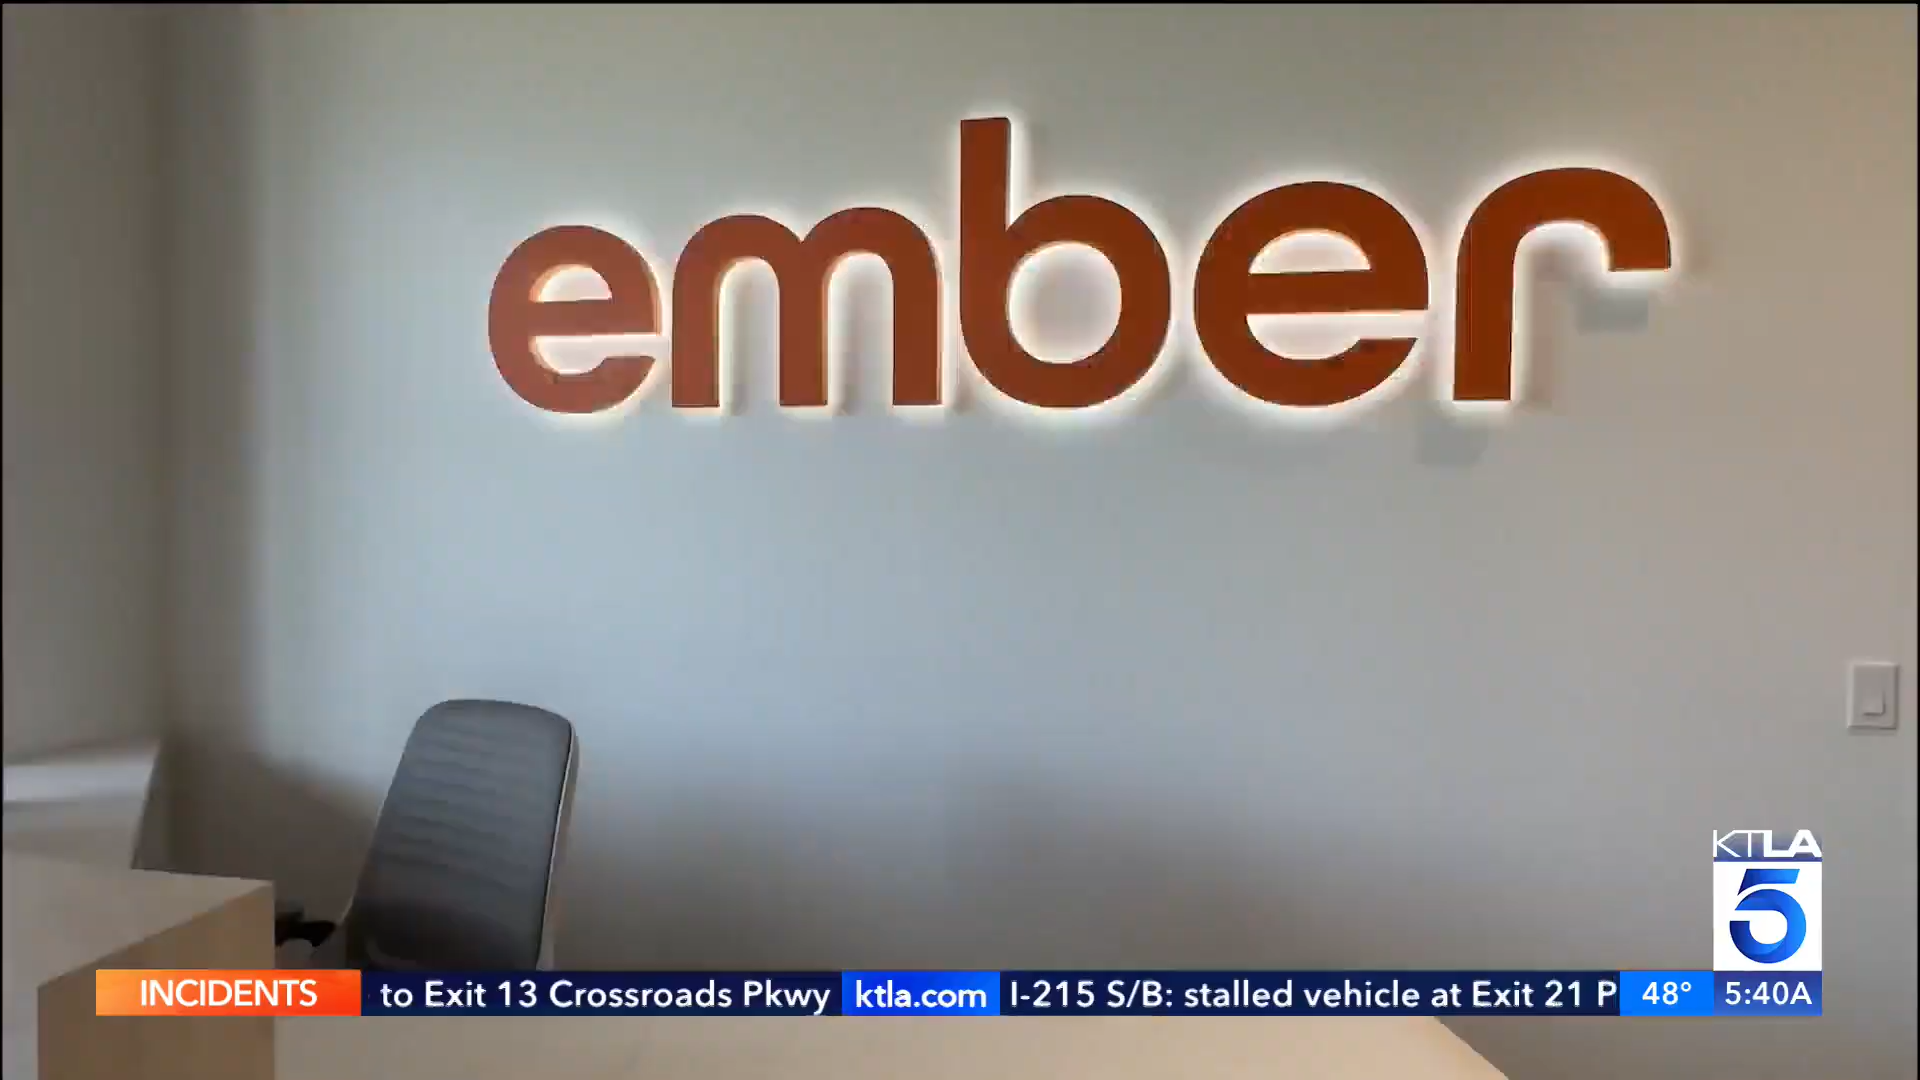 ember
KTLA
5
INCIDENTS to Exit 13 Crossroads Pkwy ktla.com I-215 S/B: stalled vehicle at Exit 21 P 48° 5:40A